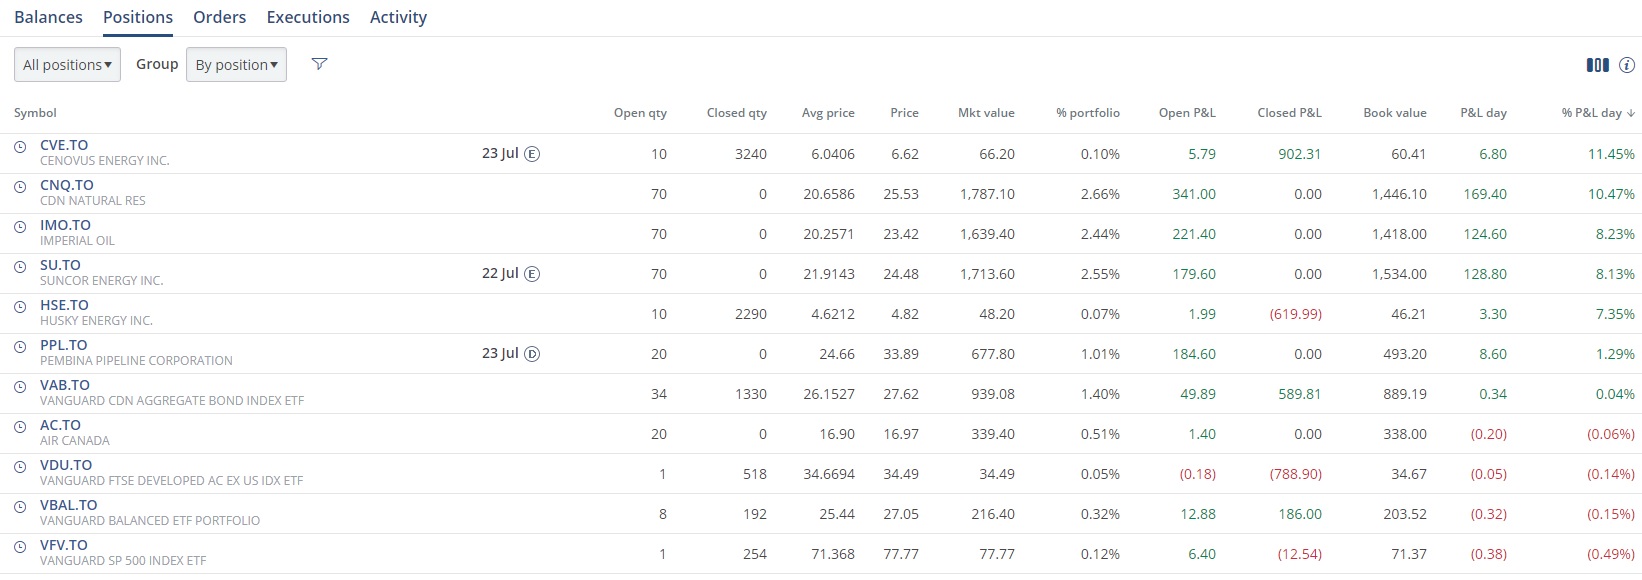 Balances Positions Orders Executions Activity
All positions▾ Group By position▾
Symbol Open qty Closed qty Avg price Price Mkt value % portfolio Open P&L Closed P&L Book value P&L day % P&L day ↓
CVE.TO 23 Jul E 10 3240 6.0406 6.62 66.20 0.10% 5.79 902.31 60.41 6.80 11.45%
CENOVUS ENERGY INC.
CNQ.TO 70 0 20.6586 25.53 1,787.10 2.66% 341.00 0.00 1,446.10 169.40 10.47%
CDN NATURAL RES
IMO.TO 70 0 20.2571 23.42 1,639.40 2.44% 221.40 0.00 1,418.00 124.60 8.23%
IMPERIAL OIL
SU.TO 22 Jul E 70 0 21.9143 24.48 1,713.60 2.55% 179.60 0.00 1,534.00 128.80 8.13%
SUNCOR ENERGY INC.
HSE.TO 10 2290 4.6212 4.82 48.20 0.07% 1.99 (619.99) 46.21 3.30 7.35%
HUSKY ENERGY INC.
PPL.TO 23 Jul D 20 0 24.66 33.89 677.80 1.01% 184.60 0.00 493.20 8.60 1.29%
PEMBINA PIPELINE CORPORATION
VAB.TO 34 1330 26.1527 27.62 939.08 1.40% 49.89 589.81 889.19 0.34 0.04%
VANGUARD CDN AGGREGATE BOND INDEX ETF
AC.TO 20 0 16.90 16.97 339.40 0.51% 1.40 0.00 338.00 (0.20) (0.06%)
AIR CANADA
VDU.TO 1 518 34.6694 34.49 34.49 0.05% (0.18) (788.90) 34.67 (0.05) (0.14%)
VANGUARD FTSE DEVELOPED AC EX US IDX ETF
VBAL.TO 8 192 25.44 27.05 216.40 0.32% 12.88 186.00 203.52 (0.32) (0.15%)
VANGUARD BALANCED ETF PORTFOLIO
VFV.TO 1 254 71.368 77.77 77.77 0.12% 6.40 (12.54) 71.37 (0.38) (0.49%)
VANGUARD SP 500 INDEX ETF